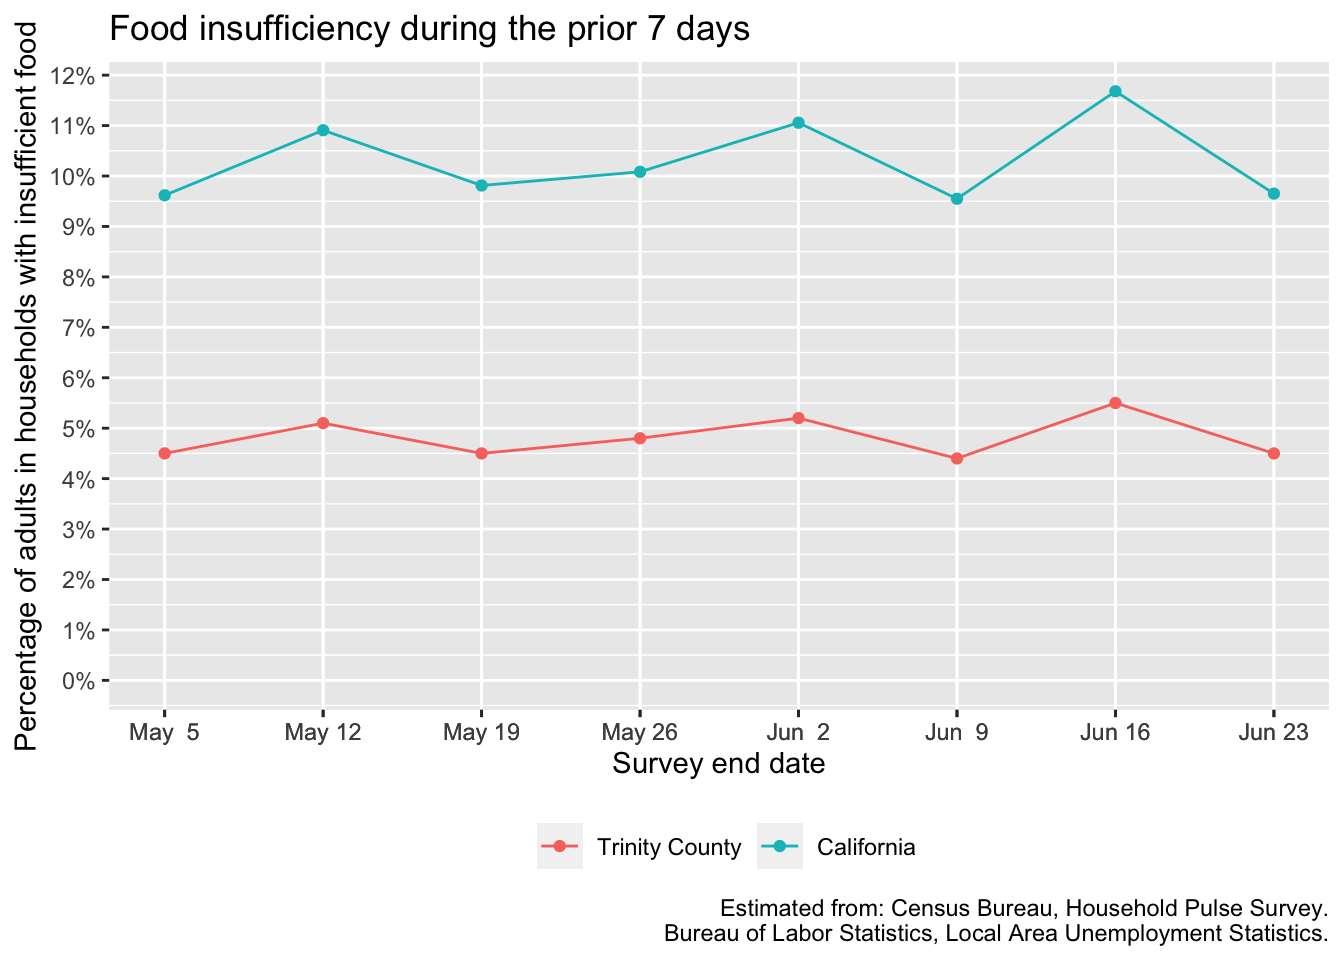 Food insufficiency during the prior 7 days
Percentage of adults in households with insufficient food
12%
11%
10%
9%
8%
7%
6%
5%
4%
3%
2%
1%
0%
May  5 May 12 May 19 May 26 Jun  2 Jun  9 Jun 16 Jun 23
Survey end date
Trinity County California
Estimated from: Census Bureau, Household Pulse Survey.
Bureau of Labor Statistics, Local Area Unemployment Statistics.